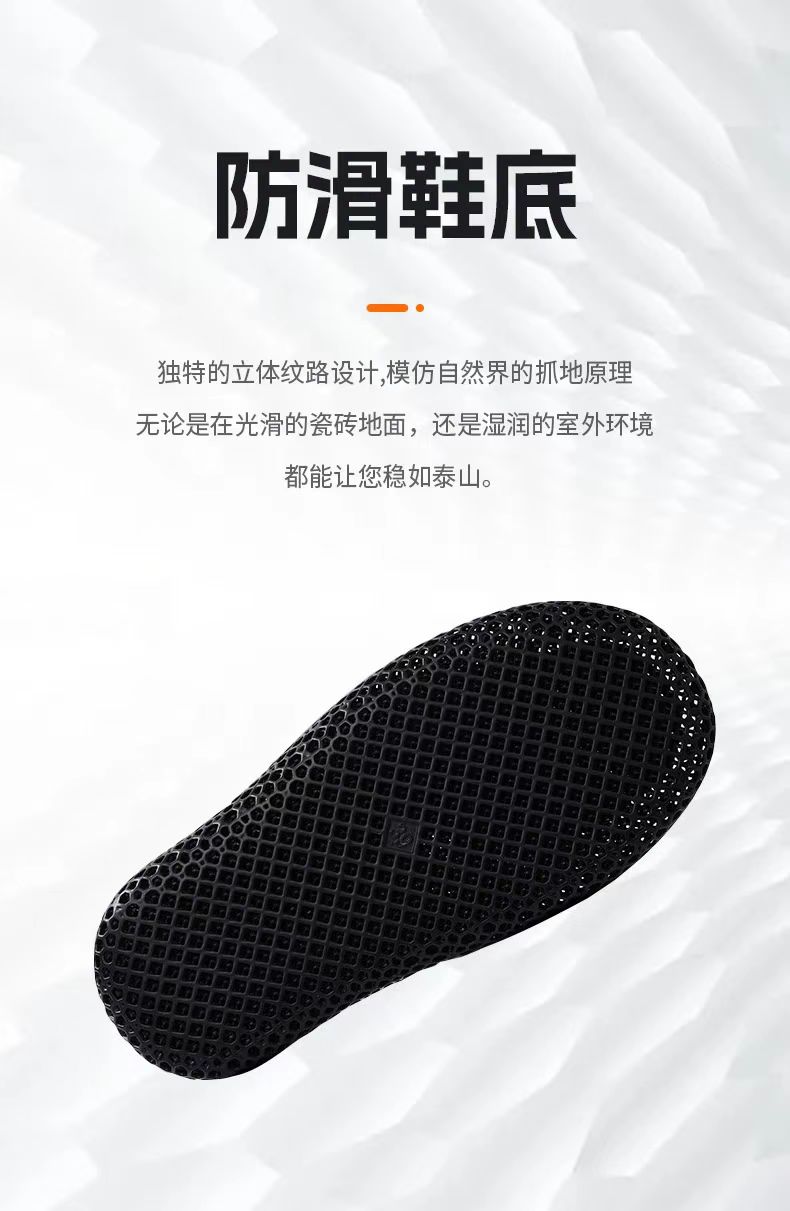 防滑鞋底
独特的立体纹路设计,模仿自然界的抓地原理
无论是在光滑的瓷砖地面，还是湿润的室外环境
都能让您稳如泰山。